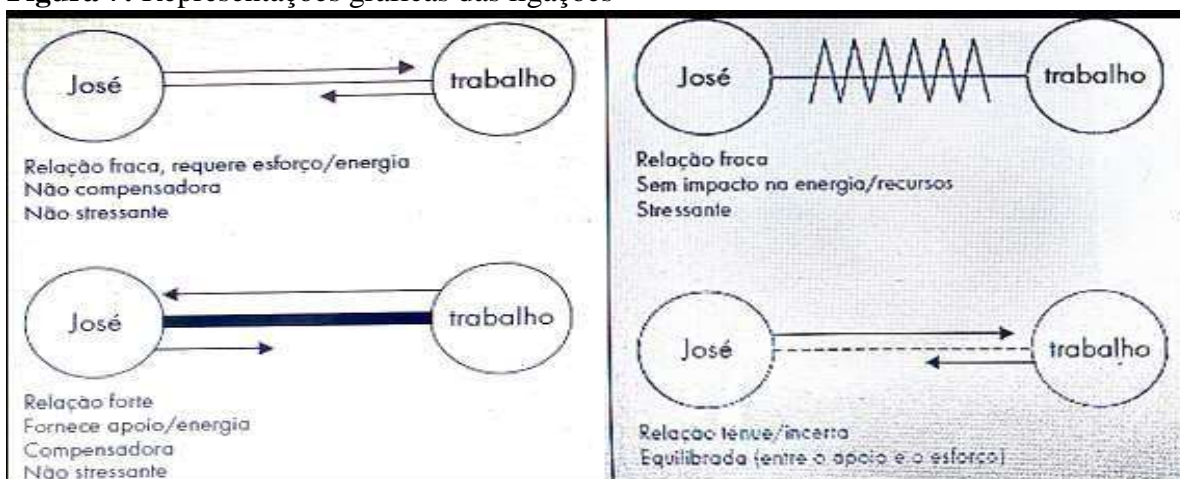 Figura 7: Representações gráficas das ligações
José
trabalho
Relação fraca, requere esforço/energia
Não compensadora
Não stressante
José
trabalho
Relação forte
Fornece apoio/energia
Compensadora
Não stressante
José
trabalho
Relação fraca
Sem impacto na energia/recursos
Stressante
José
trabalho
Relação ténue/incerta
Equilibrada (entre o apoio e o esforço)